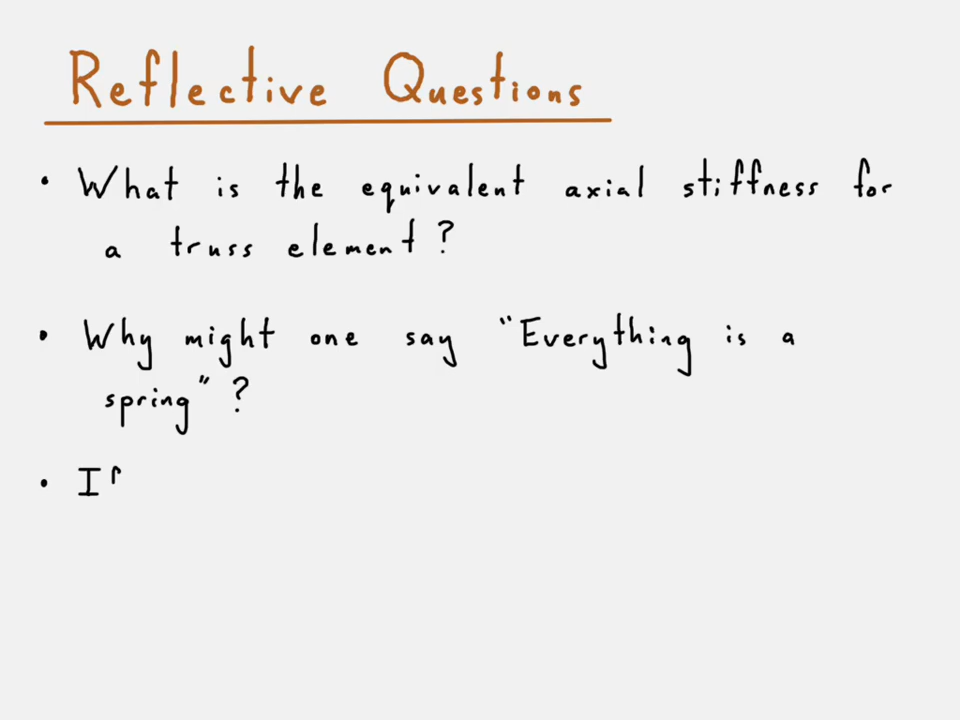 Reflective Questions
• What is the equivalent axial stiffness for
a truss element?
• Why might one say "Everything is a
spring"?
• I